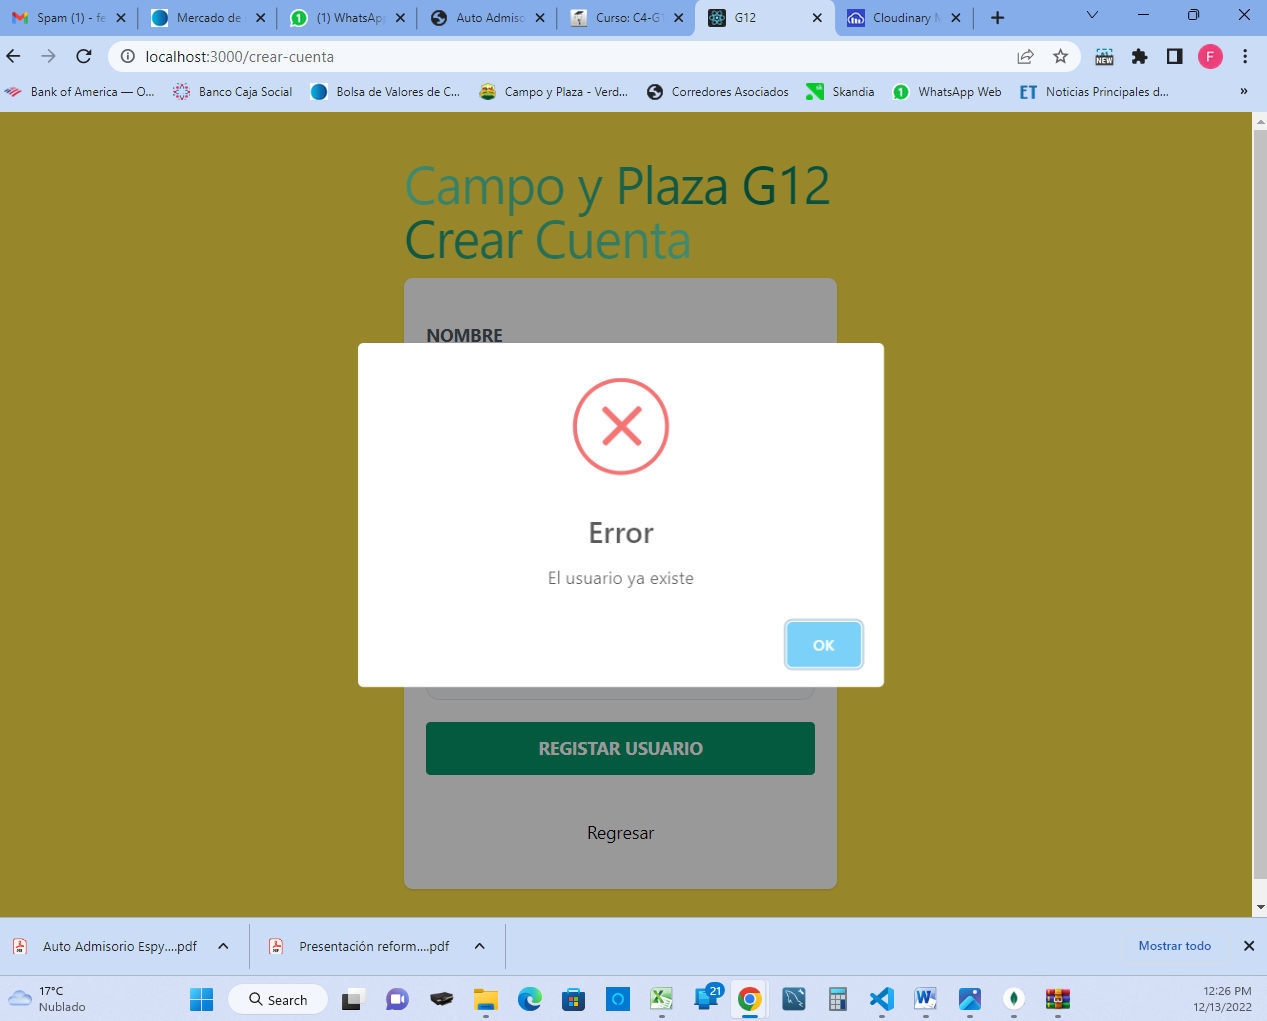 Spam (1) - fe
Mercado de
(1) WhatsApp
Auto Admiso
Curso: C4-G1
G12
Cloudinary M
localhost:3000/crear-cuenta
NEW
F
Bank of America — O...
Banco Caja Social
Bolsa de Valores de C...
Campo y Plaza - Verd...
Corredores Asociados
Skandia
WhatsApp Web
ET Noticias Principales d...
»
Campo y Plaza G12
Crear Cuenta
NOMBRE
Error
El usuario ya existe
OK
REGISTAR USUARIO
Regresar
Auto Admisorio Espy....pdf
Presentación reform....pdf
Mostrar todo
17°C
Nublado
Search
21
12:26 PM
12/13/2022